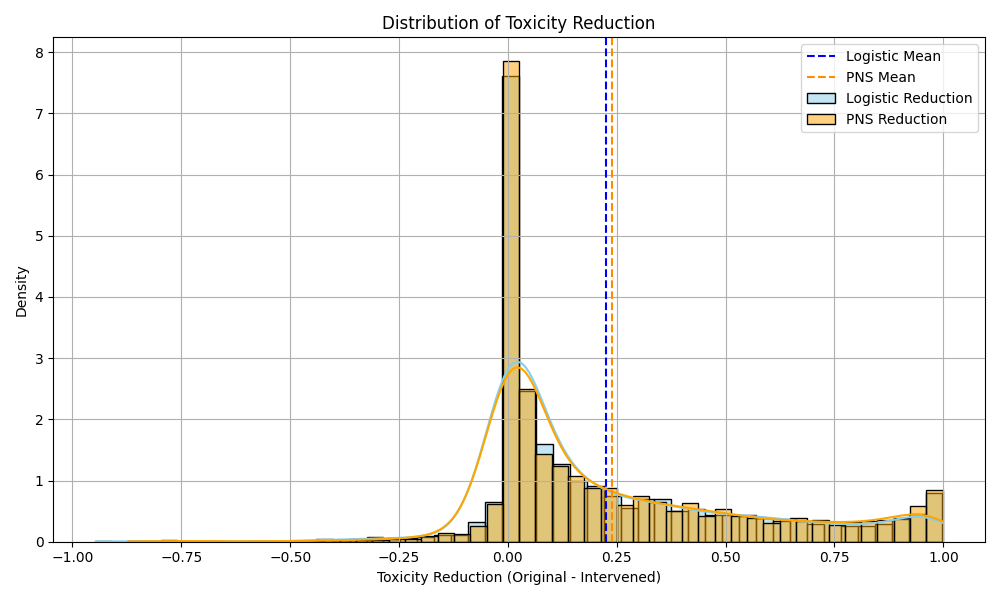 Distribution of Toxicity Reduction
Logistic Mean
PNS Mean
Logistic Reduction
PNS Reduction
8
7
6
5
4
3
2
1
0
Density
−1.00 −0.75 −0.50 −0.25 0.00 0.25 0.50 0.75 1.00
Toxicity Reduction (Original - Intervened)